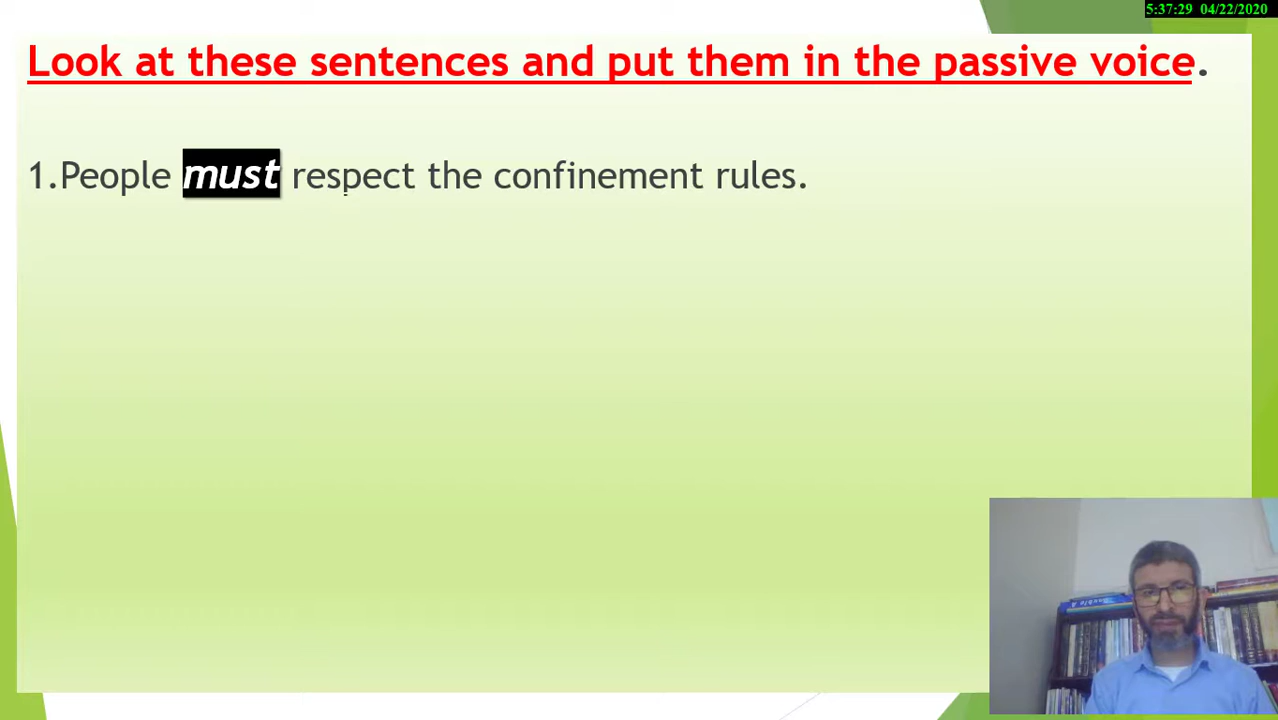 5:37:29 04/22/2020
Look at these sentences and put them in the passive voice.
1.People must respect the confinement rules.